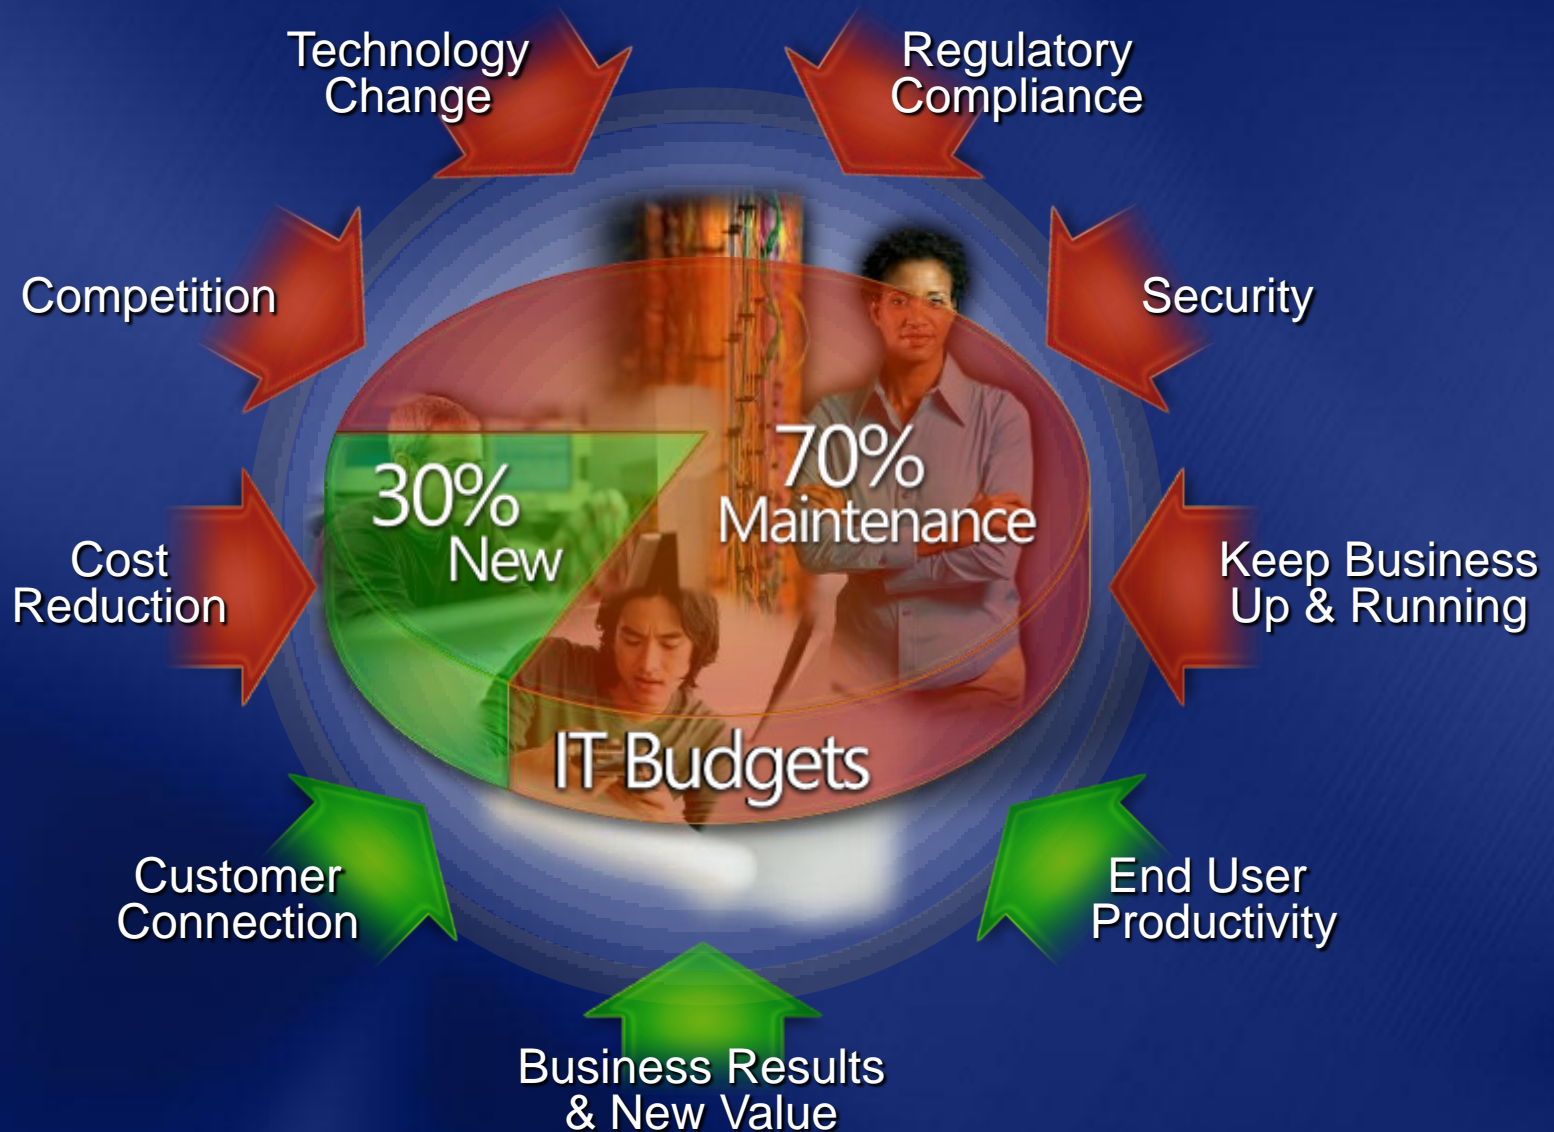 Technology
Change
Regulatory
Compliance
Competition
Security
30%
New
70%
Maintenance
Cost
Reduction
Keep Business
Up & Running
IT Budgets
Customer
Connection
End User
Productivity
Business Results
& New Value